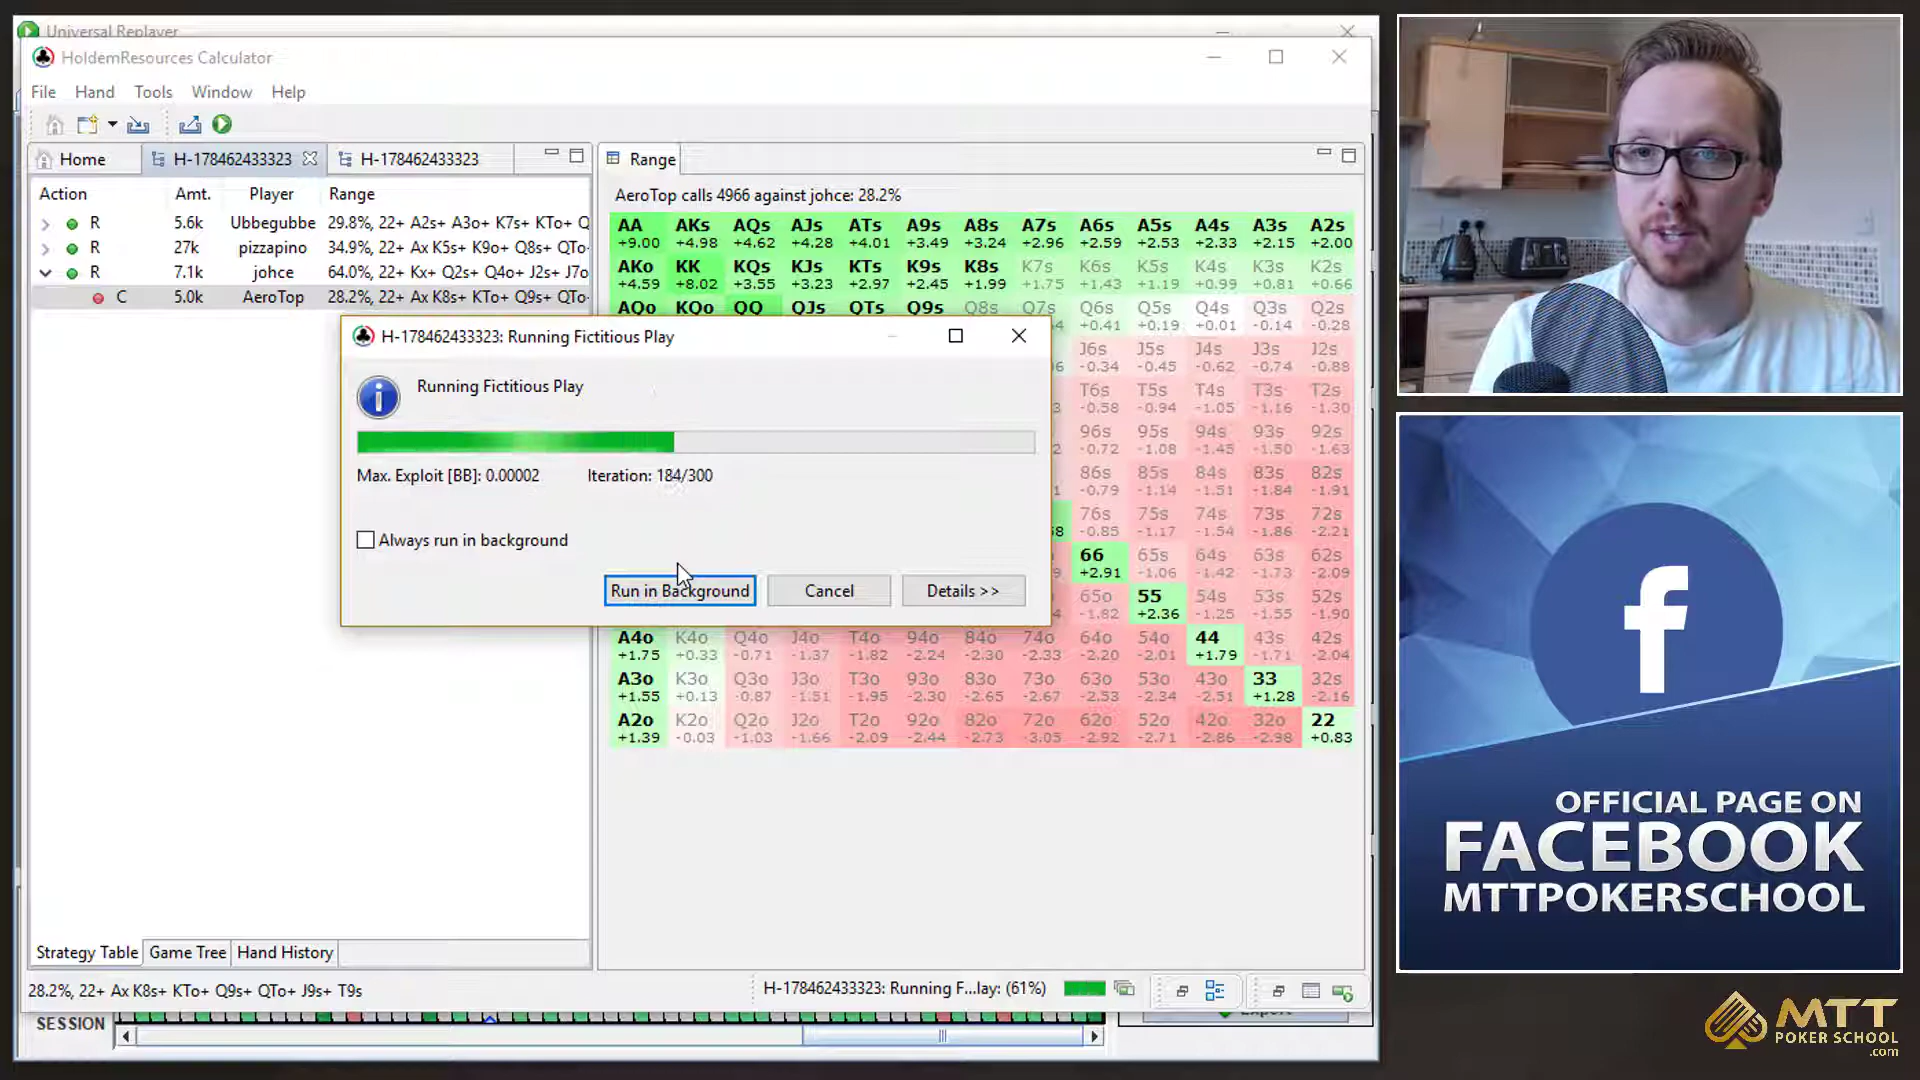 Universal Replayer
HoldemResources Calculator
File Hand Tools Window Help
Home H-178462433323 H-178462433323 Range
Action Amt. Player Range
R 5.6k Ubbegubbe 29.8%, 22+ A2s+ A3o+ K7s+ KTo+ Q
R 27k pizzapino 34.9%, 22+ Ax K5s+ K9o+ Q8s+ QTo
R 7.1k johce 64.0%, 22+ Kx+ Q2s+ Q4o+ J2s+ J7o
C 5.0k AeroTop 28.2%, 22+ Ax K8s+ KTo+ Q9s+ QTo
AeroTop calls 4966 against johce: 28.2%
AA AKs AQs AJs ATs A9s A8s A7s A6s A5s A4s A3s A2s
+9.00 +4.98 +4.62 +4.28 +4.01 +3.49 +3.24 +2.96 +2.59 +2.53 +2.33 +2.15 +2.00
AKo KK KQs KJs KTs K9s K8s K7s K6s K5s K4s K3s K2s
+4.59 +8.02 +3.55 +3.23 +2.97 +2.45 +1.99 +1.75 +1.43 +1.19 +0.99 +0.81 +0.66
AQo KQo QQ QJs QTs Q9s Q8s Q7s Q6s Q5s Q4s Q3s Q2s
4 +0.41 +0.19 +0.01 -0.14 -0.28
J6s J5s J4s J3s J2s
6 -0.34 -0.45 -0.62 -0.74 -0.88
T6s T5s T4s T3s T2s
3 -0.58 -0.94 -1.05 -1.16 -1.30
96s 95s 94s 93s 92s
-0.72 -1.08 -1.45 -1.50 -1.63
86s 85s 84s 83s 82s
1 -0.79 -1.14 -1.51 -1.84 -1.91
76s 75s 74s 73s 72s
58 -0.85 -1.17 -1.54 -1.86 -2.21
66 65s 64s 63s 62s
9 +2.91 -1.06 -1.42 -1.73 -2.09
65o 55 54s 53s 52s
4 -1.82 +2.36 -1.25 -1.55 -1.90
A4o K4o Q4o J4o T4o 94o 84o 74o 64o 54o 44 43s 42s
+1.75 +0.33 -0.71 -1.37 -1.82 -2.24 -2.30 -2.33 -2.20 -2.01 +1.79 -1.71 -2.04
A3o K3o Q3o J3o T3o 93o 83o 73o 63o 53o 43o 33 32s
+1.55 +0.13 -0.87 -1.51 -1.95 -2.30 -2.65 -2.67 -2.53 -2.34 -2.51 +1.28 -2.16
A2o K2o Q2o J2o T2o 92o 82o 72o 62o 52o 42o 32o 22
+1.39 -0.03 -1.03 -1.66 -2.09 -2.44 -2.73 -3.05 -2.92 -2.71 -2.86 -2.98 +0.83
H-178462433323: Running Fictitious Play
Running Fictitious Play
Max. Exploit [BB]: 0.00002 Iteration: 184/300
Always run in background
Run in Background Cancel Details >>
Strategy Table Game Tree Hand History
28.2%, 22+ Ax K8s+ KTo+ Q9s+ QTo+ J9s+ T9s
H-178462433323: Running F...lay: (61%)
SESSION
f
OFFICIAL PAGE ON
FACEBOOK
MTTPOKERSCHOOL
MTT
POKER SCHOOL
.com